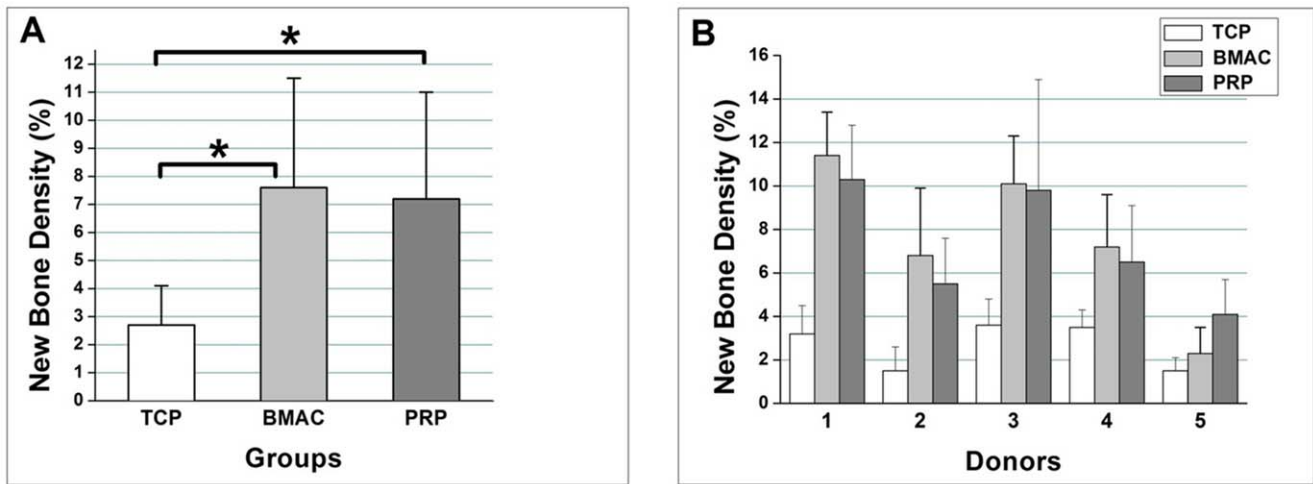 A
New Bone Density (%)
12
11
10
9
8
7
6
5
4
3
2
1
0
*
*
TCP BMAC PRP
Groups
B
New Bone Density (%)
16
14
12
10
8
6
4
2
0
TCP
BMAC
PRP
1 2 3 4 5
Donors